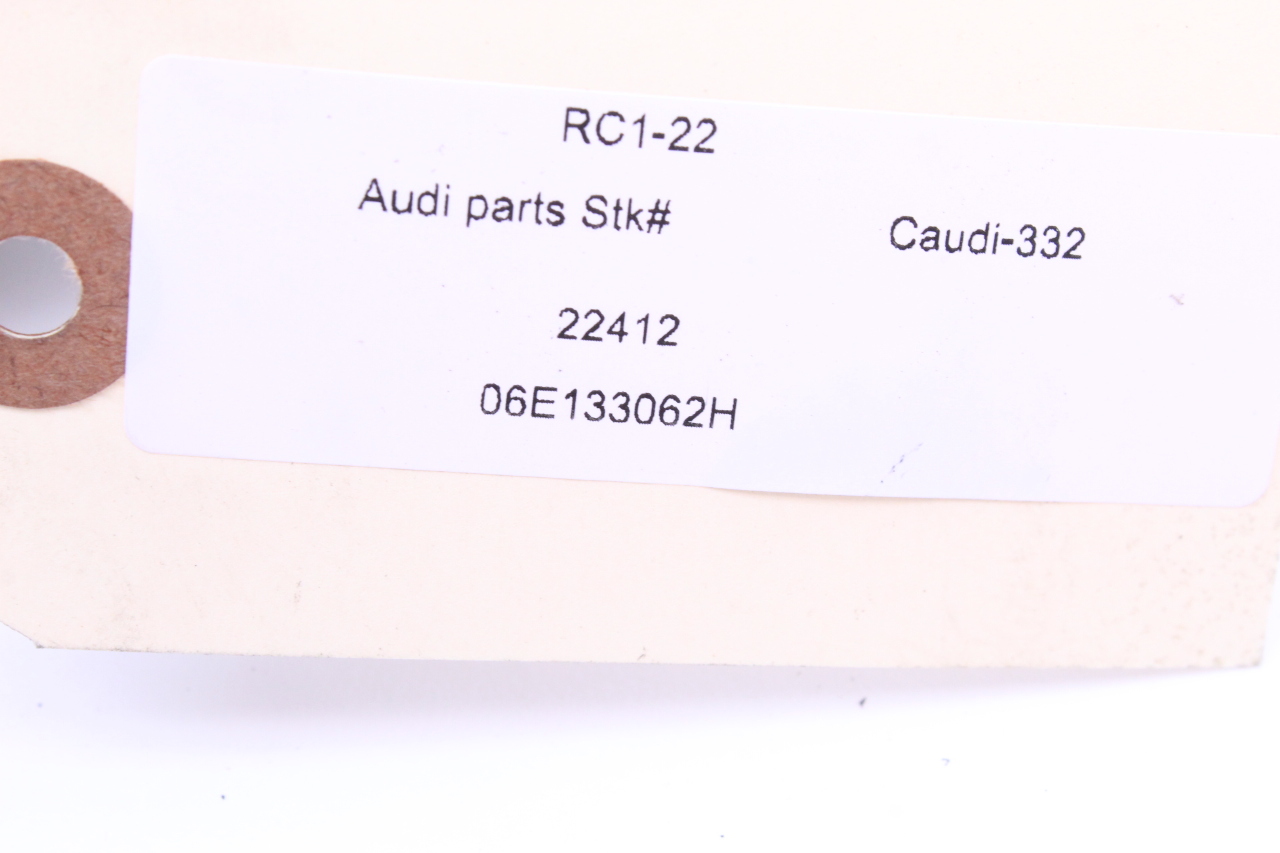 RC1-22
Audi parts Stk# Caudi-332
22412
06E133062H